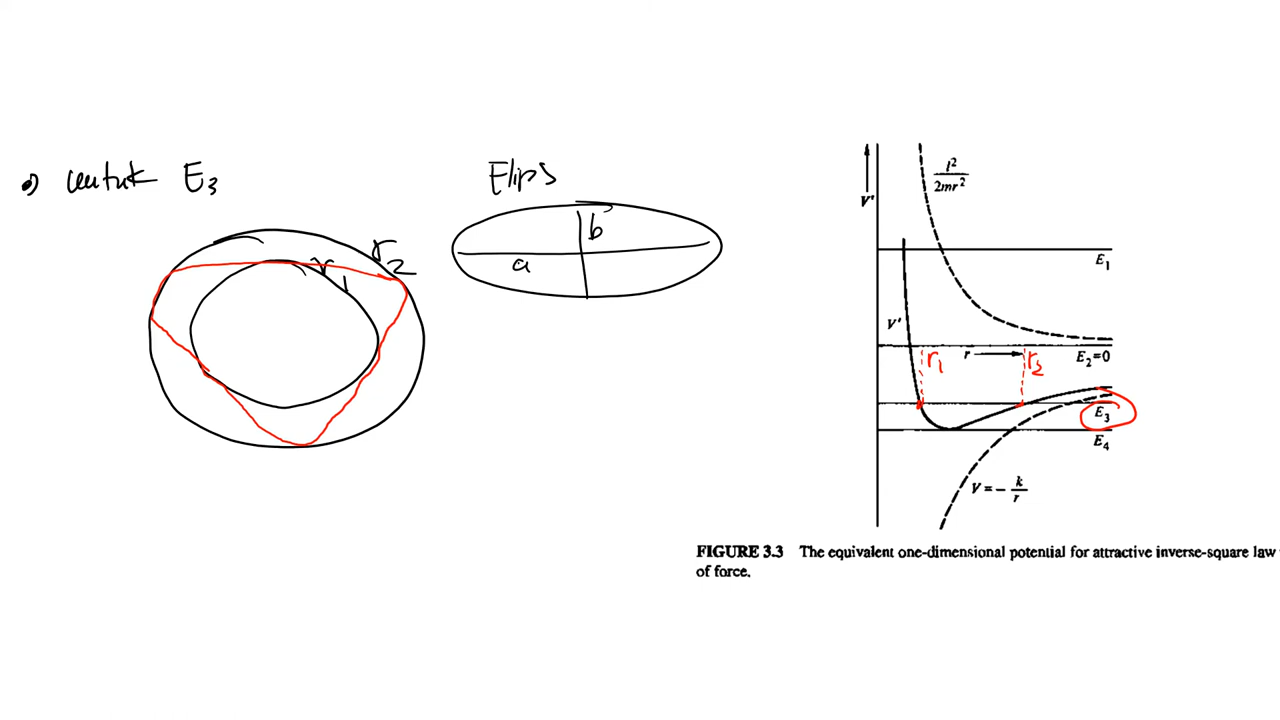 •) untuk E₃
Elips
r₂
r₁
b
a
V'
l²
2mr²
E₁
V'
r
E₂=0
r₁
r₂
E₃
E₄
V = - k/r
FIGURE 3.3 The equivalent one-dimensional potential for attractive inverse-square law
of force.